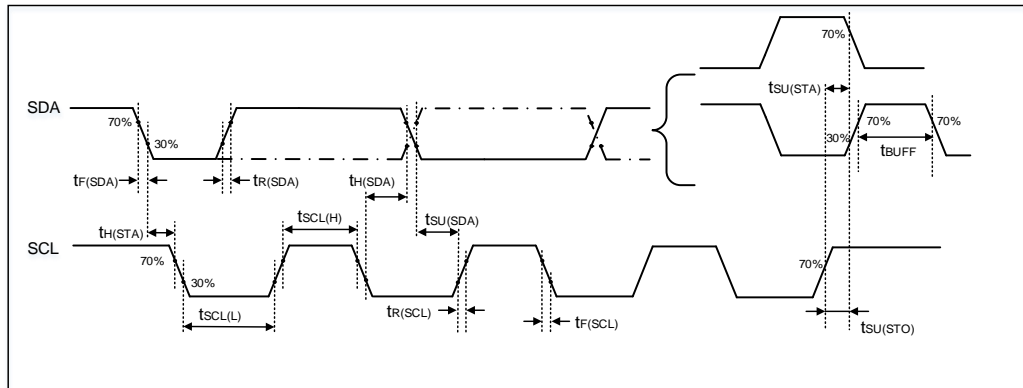 70%
tSU(STA)
SDA
70%
30%
30%
70%
70%
tBUFF
tF(SDA)
tR(SDA)
tH(SDA)
tH(STA)
tSCL(H)
tSU(SDA)
SCL
70%
30%
70%
tSCL(L)
tR(SCL)
tF(SCL)
tSU(STO)